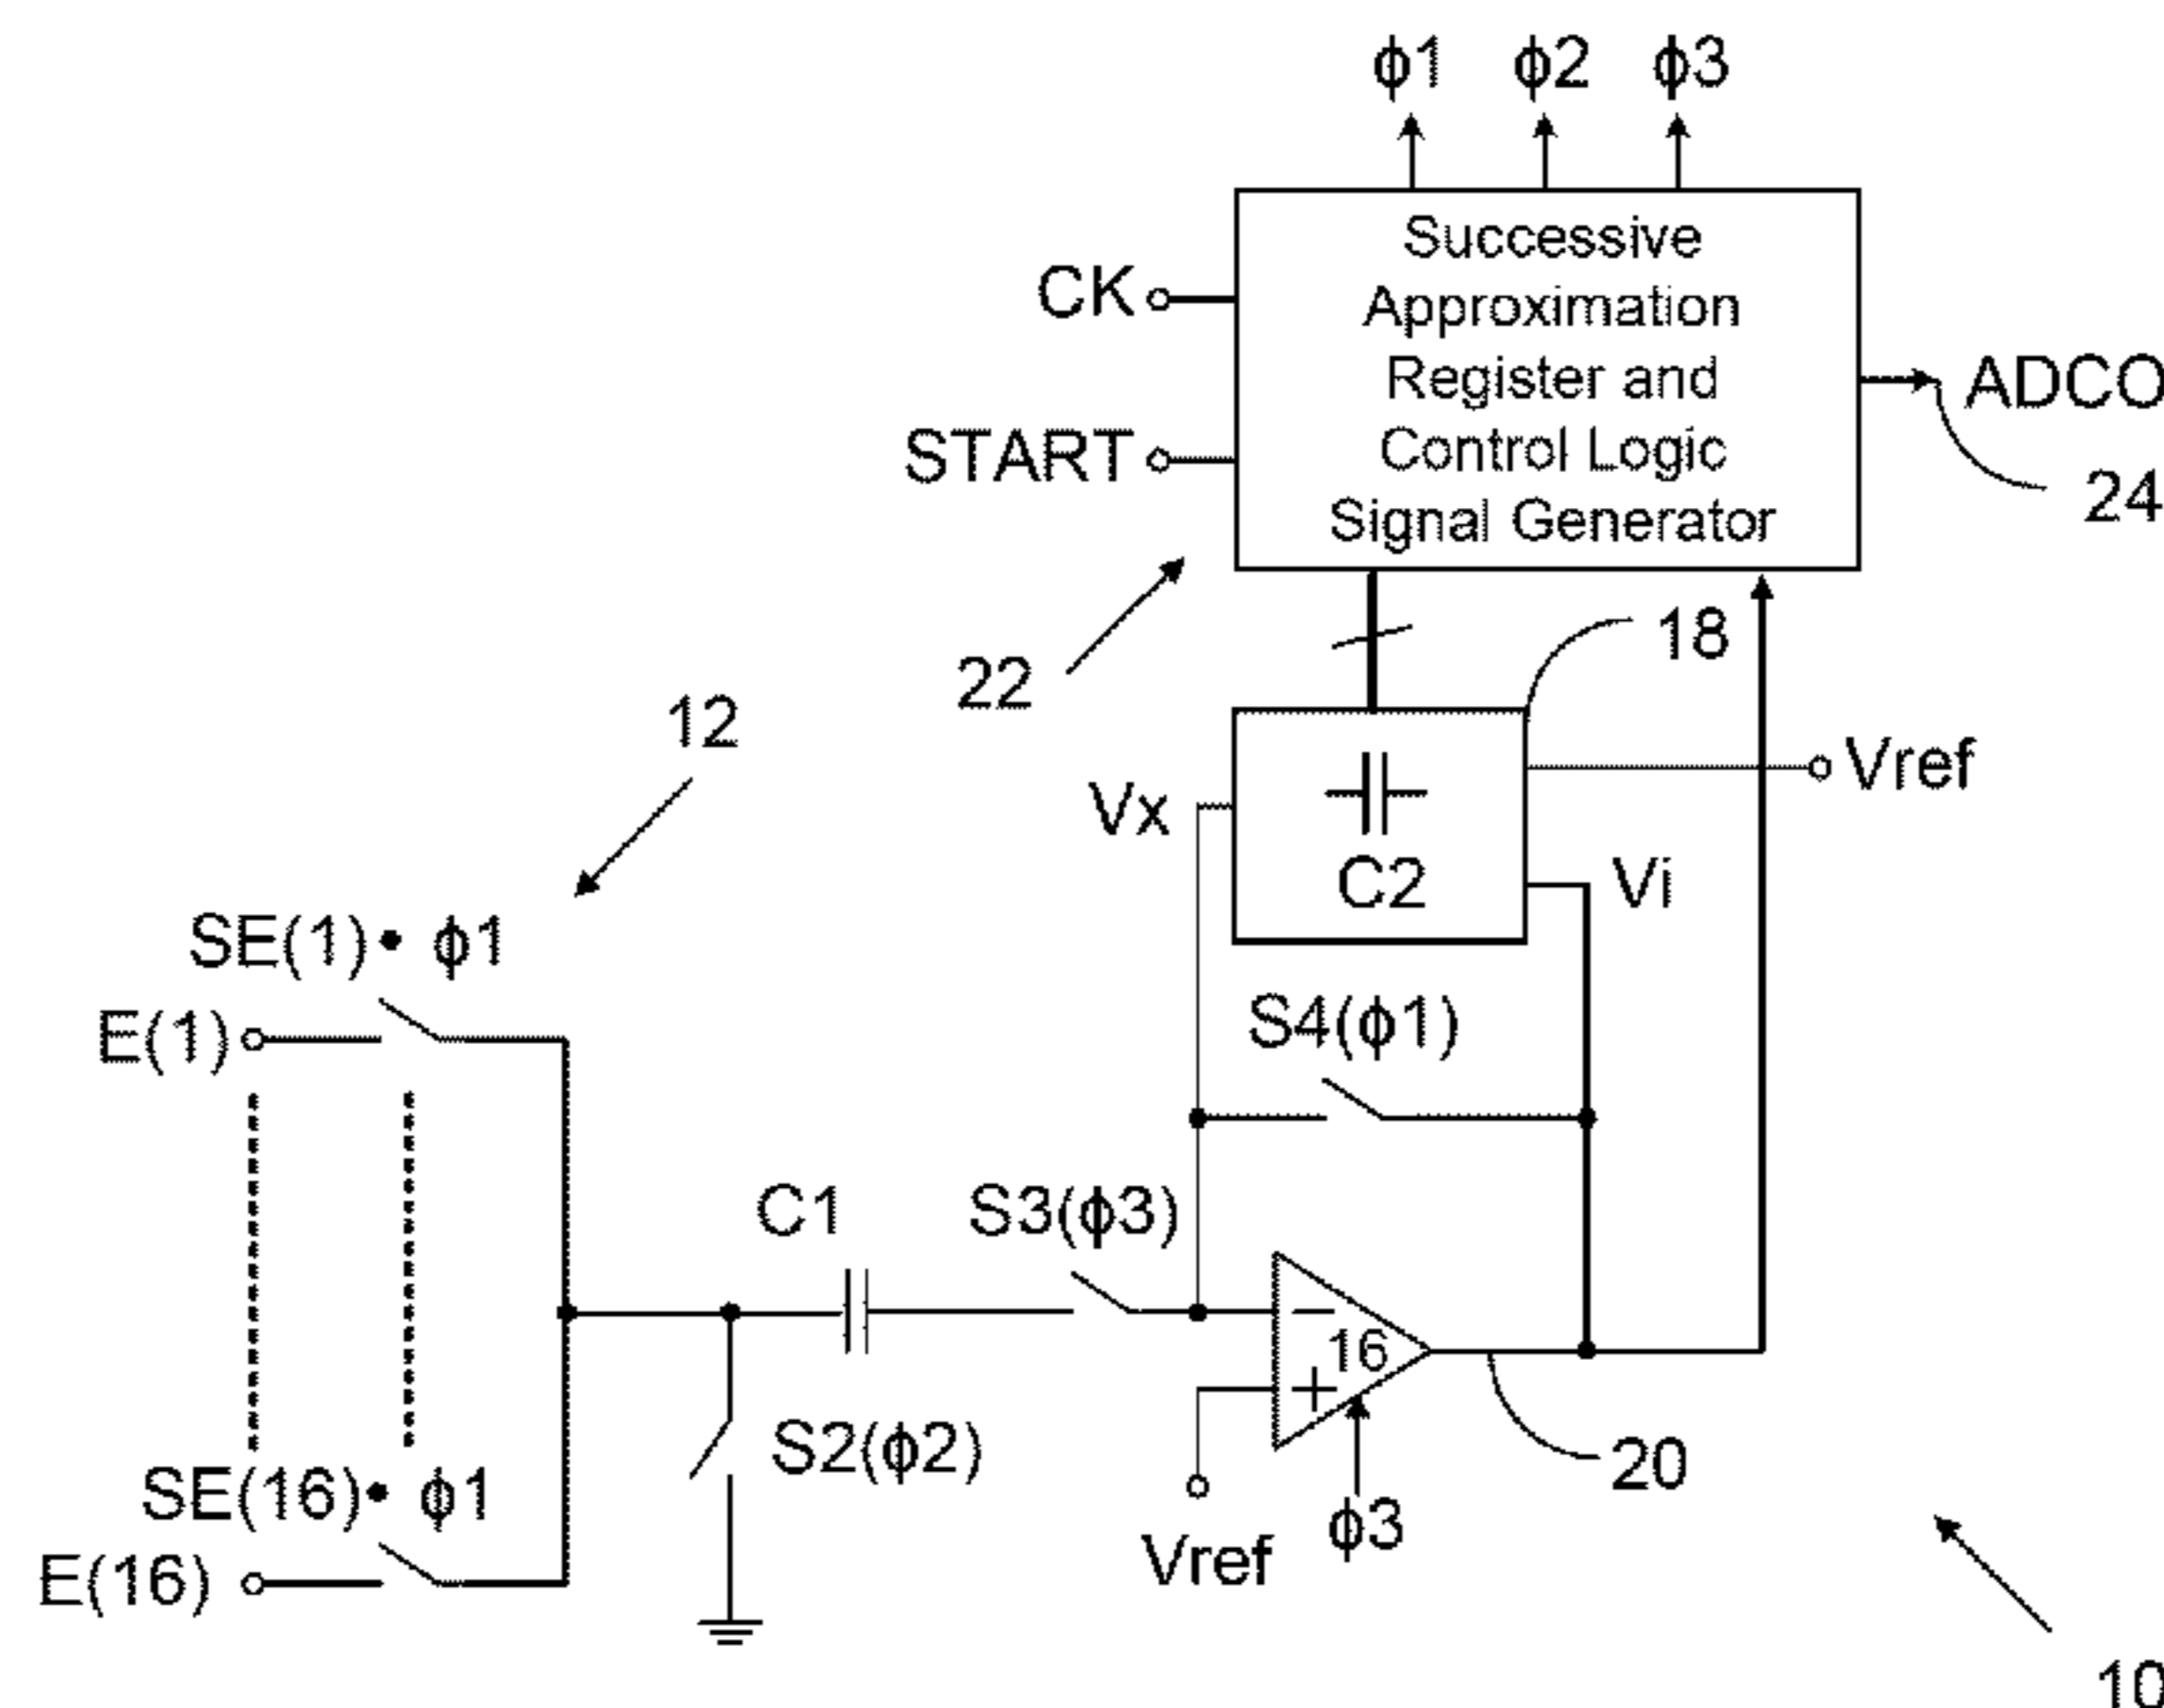 ϕ1 ϕ2 ϕ3
Successive
Approximation
Register and
Control Logic
Signal Generator
CK
START
ADCO
24
22
18
12
Vx
C2
Vref
Vi
SE(1)• ϕ1
E(1)
S4(ϕ1)
C1
S3(ϕ3)
−
16
+
S2(ϕ2)
20
SE(16)• ϕ1
E(16)
Vref
ϕ3
10